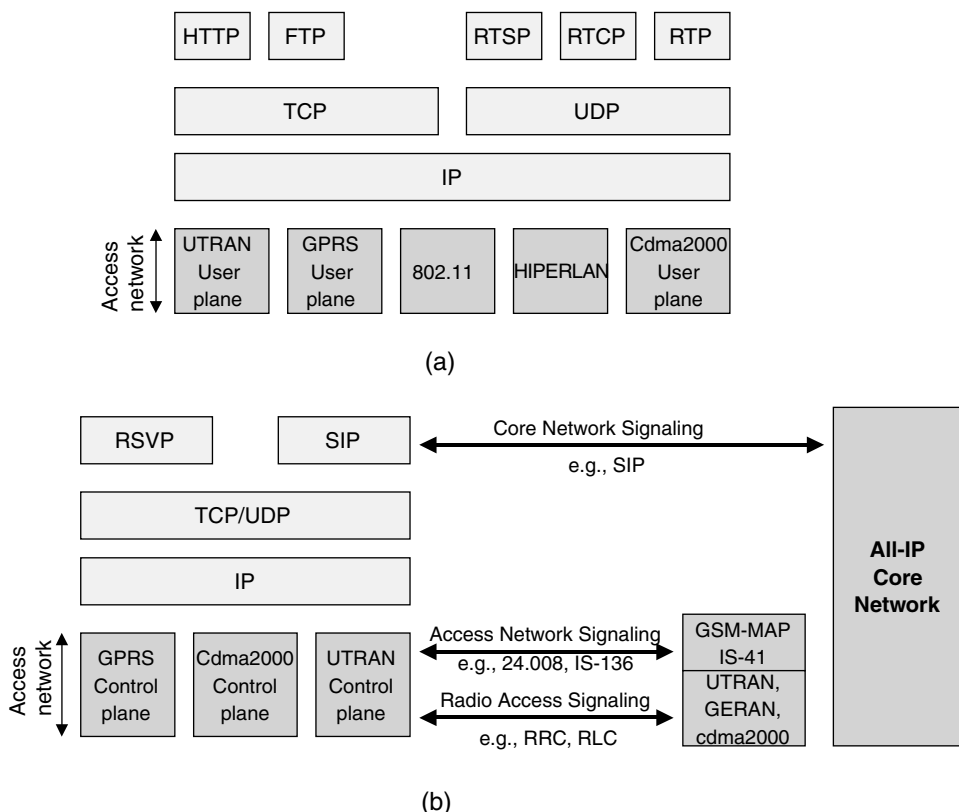 HTTP FTP RTSP RTCP RTP
TCP UDP
IP
Access
network
UTRAN
User
plane
GPRS
User
plane
802.11
HIPERLAN
Cdma2000
User
plane
(a)
RSVP SIP
Core Network Signaling
e.g., SIP
TCP/UDP
IP
Access
network
GPRS
Control
plane
Cdma2000
Control
plane
UTRAN
Control
plane
Access Network Signaling
e.g., 24.008, IS-136
Radio Access Signaling
e.g., RRC, RLC
GSM-MAP
IS-41
UTRAN,
GERAN,
cdma2000
All-IP
Core
Network
(b)